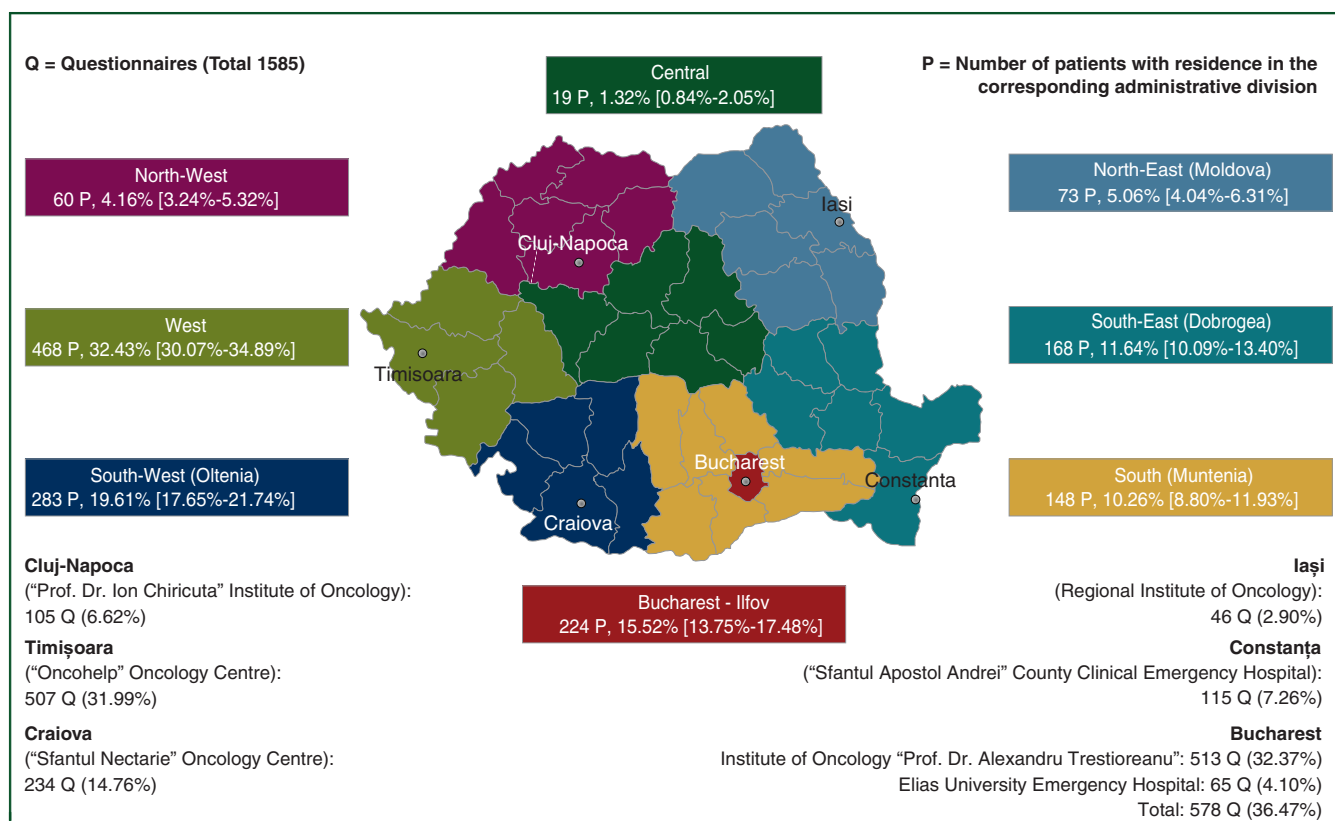 Q = Questionnaires (Total 1585)
Central
19 P, 1.32% [0.84%-2.05%]
P = Number of patients with residence in the
corresponding administrative division
North-West
60 P, 4.16% [3.24%-5.32%]
North-East (Moldova)
73 P, 5.06% [4.04%-6.31%]
Iași
Cluj-Napoca
West
468 P, 32.43% [30.07%-34.89%]
South-East (Dobrogea)
168 P, 11.64% [10.09%-13.40%]
Timisoara
South-West (Oltenia)
283 P, 19.61% [17.65%-21.74%]
Bucharest
Constanta
Craiova
South (Muntenia)
148 P, 10.26% [8.80%-11.93%]
Bucharest - Ilfov
224 P, 15.52% [13.75%-17.48%]
Cluj-Napoca
(“Prof. Dr. Ion Chiricuta” Institute of Oncology):
105 Q (6.62%)
Timișoara
(“Oncohelp” Oncology Centre):
507 Q (31.99%)
Craiova
(“Sfantul Nectarie” Oncology Centre):
234 Q (14.76%)
Iași
(Regional Institute of Oncology):
46 Q (2.90%)
Constanța
(“Sfantul Apostol Andrei” County Clinical Emergency Hospital):
115 Q (7.26%)
Bucharest
Institute of Oncology “Prof. Dr. Alexandru Trestioreanu”: 513 Q (32.37%)
Elias University Emergency Hospital: 65 Q (4.10%)
Total: 578 Q (36.47%)